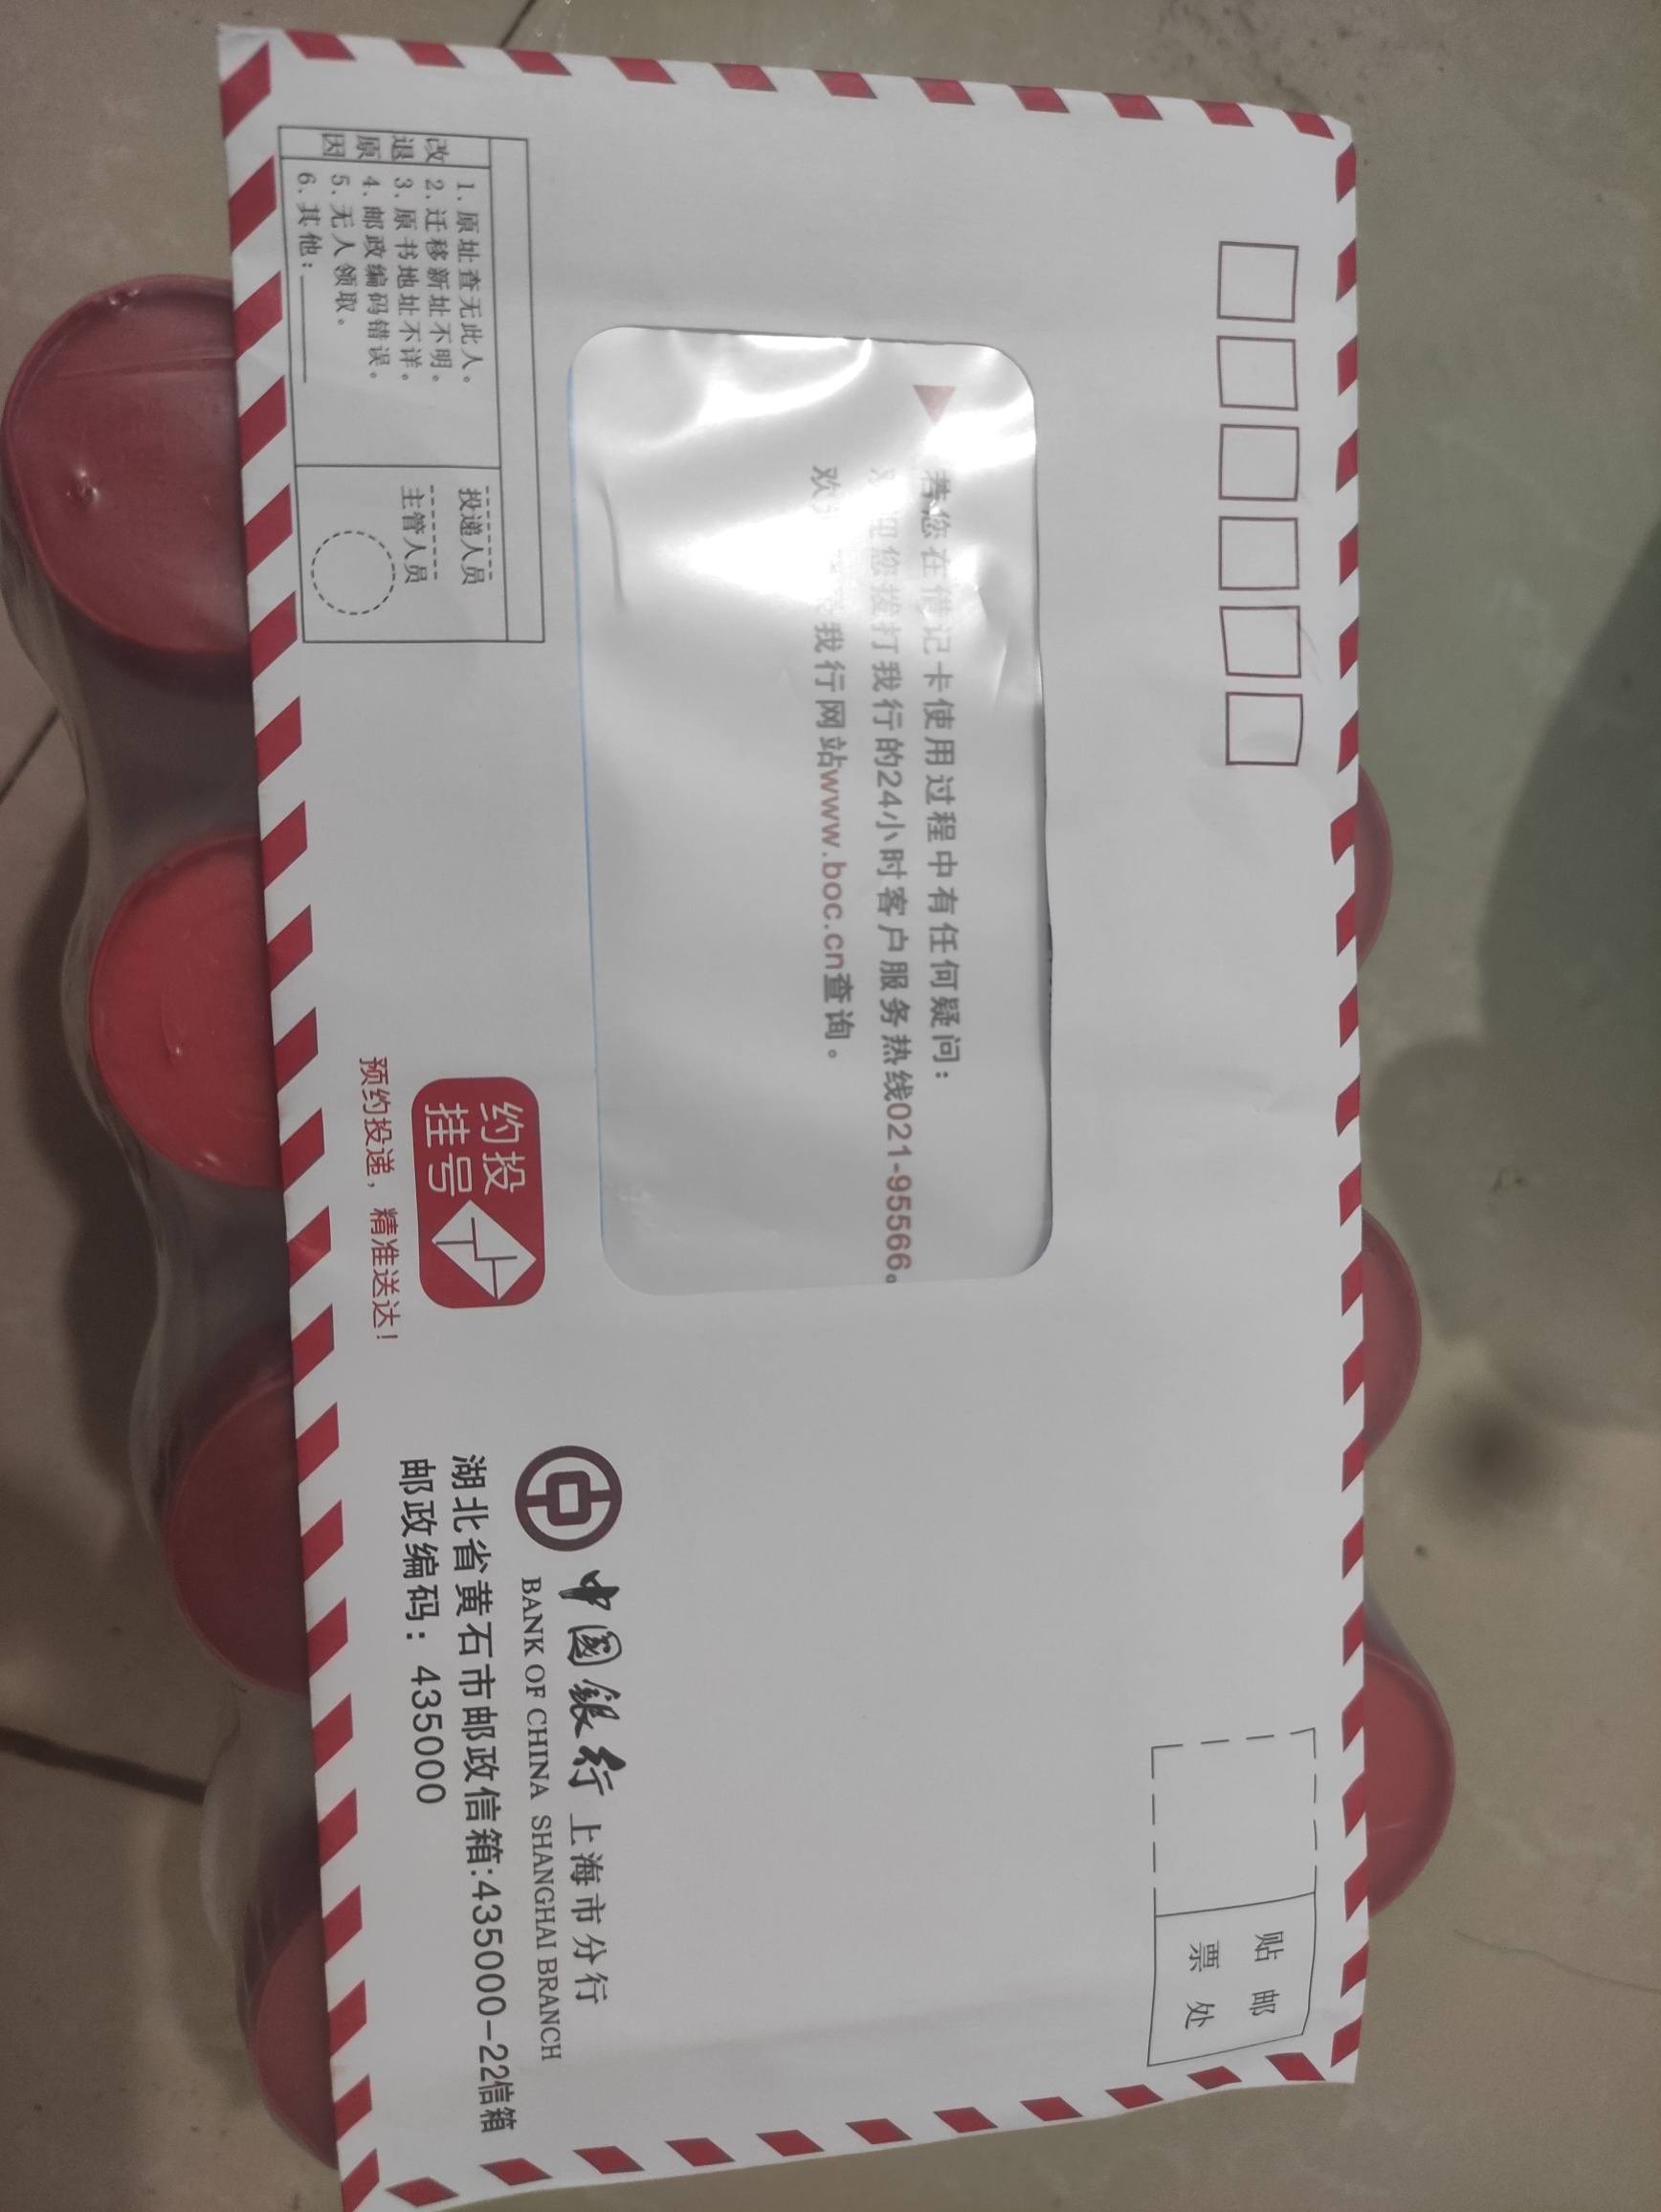 若您在借记卡使用过程中有任何疑问：
迎您拨打我行的24小时客户服务热线021-95566。
欢 我行网站www.boc.cn查询。
改退原因
1. 原址查无此人。
2. 迁移新址不明。
3. 原书地址不详。
4. 邮政编码错误。
5. 无人领取。
6. 其他：
投递人员
主管人员
约投
挂号
预约投递，精准送达！
贴邮
票处
中國銀行 上海市分行
BANK OF CHINA SHANGHAI BRANCH
湖北省黄石市邮政信箱:435000-22信箱
邮政编码：435000